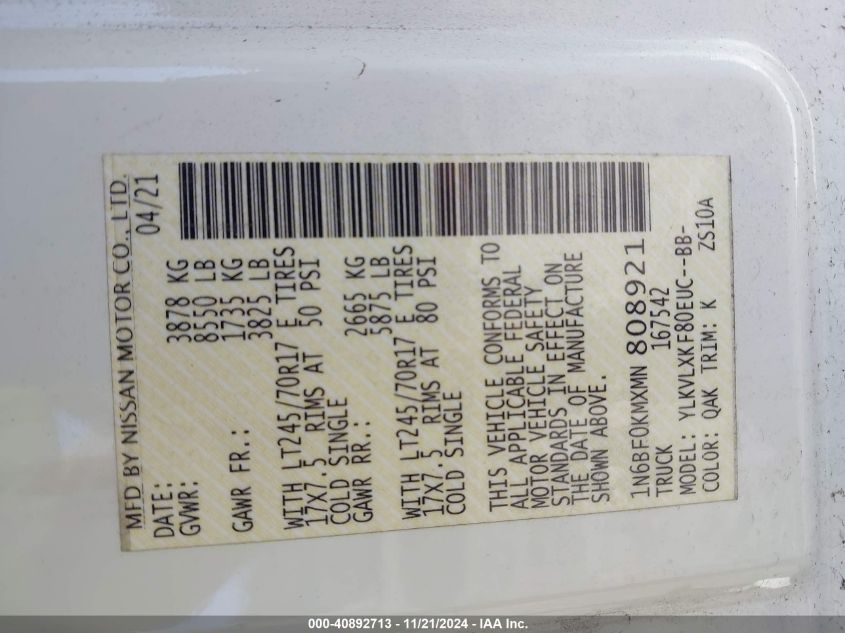 MFD BY NISSAN MOTOR CO., LTD.
DATE: 04/21
GVWR: 3878 KG
8550 LB
GAWR FR.: 1735 KG
3825 LB
WITH LT245/70R17 E TIRES
17X7.5 RIMS AT 50 PSI
COLD SINGLE
GAWR RR.: 2665 KG
5875 LB
WITH LT245/70R17 E TIRES
17X7.5 RIMS AT 80 PSI
COLD SINGLE
THIS VEHICLE CONFORMS TO
ALL APPLICABLE FEDERAL
MOTOR VEHICLE SAFETY
STANDARDS IN EFFECT ON
THE DATE OF MANUFACTURE
SHOWN ABOVE.
1N6BF0KMXMN 808921
TRUCK 167542
MODEL: YLKVLXKF80EUC--BB-
COLOR: QAK TRIM: K ZS10A
000-40892713 - 11/21/2024 - IAA Inc.